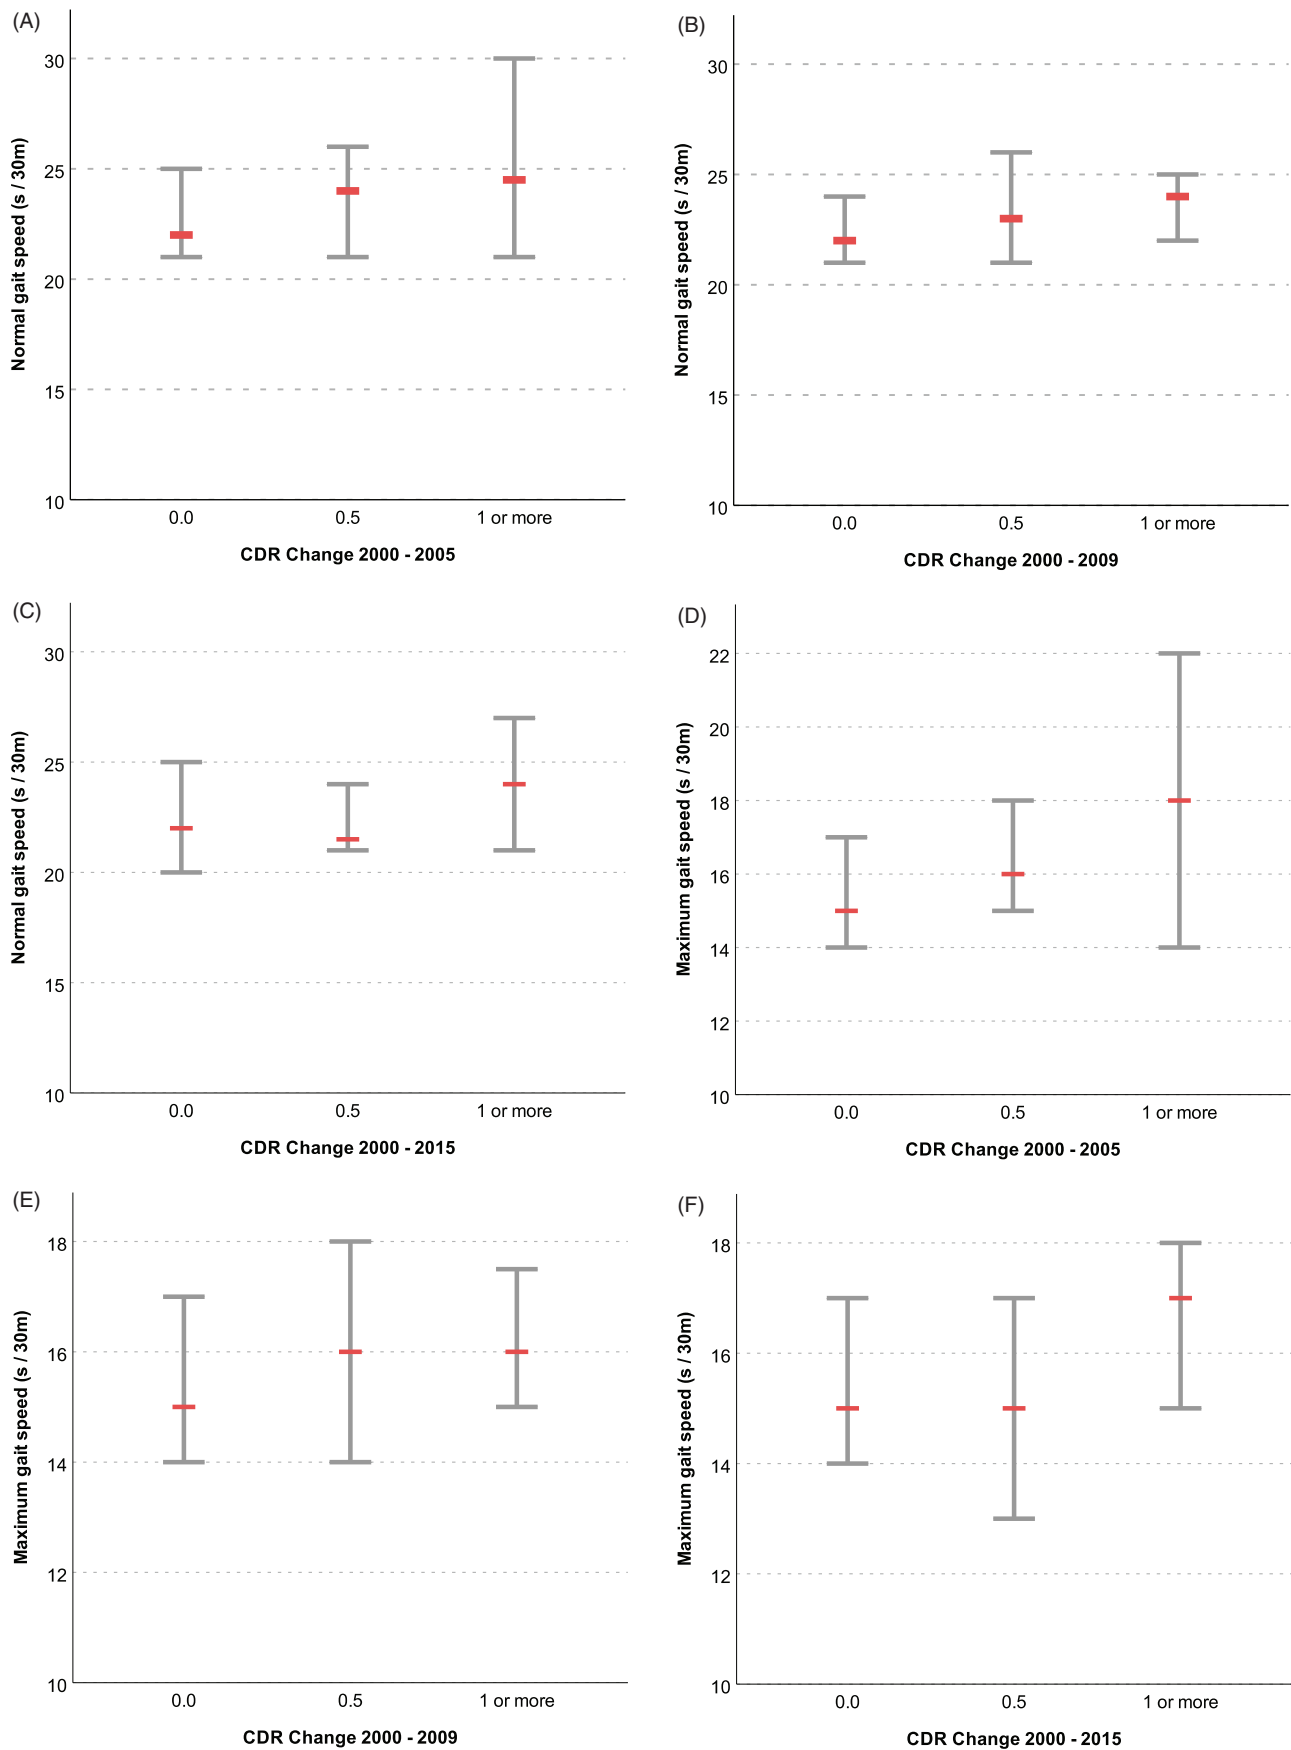 (A)
Normal gait speed (s / 30m)
30
25
20
15
10
0.0 0.5 1 or more
CDR Change 2000 - 2005
(B)
Normal gait speed (s / 30m)
30
25
20
15
10
0.0 0.5 1 or more
CDR Change 2000 - 2009
(C)
Normal gait speed (s / 30m)
30
25
20
15
10
0.0 0.5 1 or more
CDR Change 2000 - 2015
(D)
Maximum gait speed (s / 30m)
22
20
18
16
14
12
10
0.0 0.5 1 or more
CDR Change 2000 - 2005
(E)
Maximum gait speed (s / 30m)
18
16
14
12
10
0.0 0.5 1 or more
CDR Change 2000 - 2009
(F)
Maximum gait speed (s / 30m)
18
16
14
12
10
0.0 0.5 1 or more
CDR Change 2000 - 2015